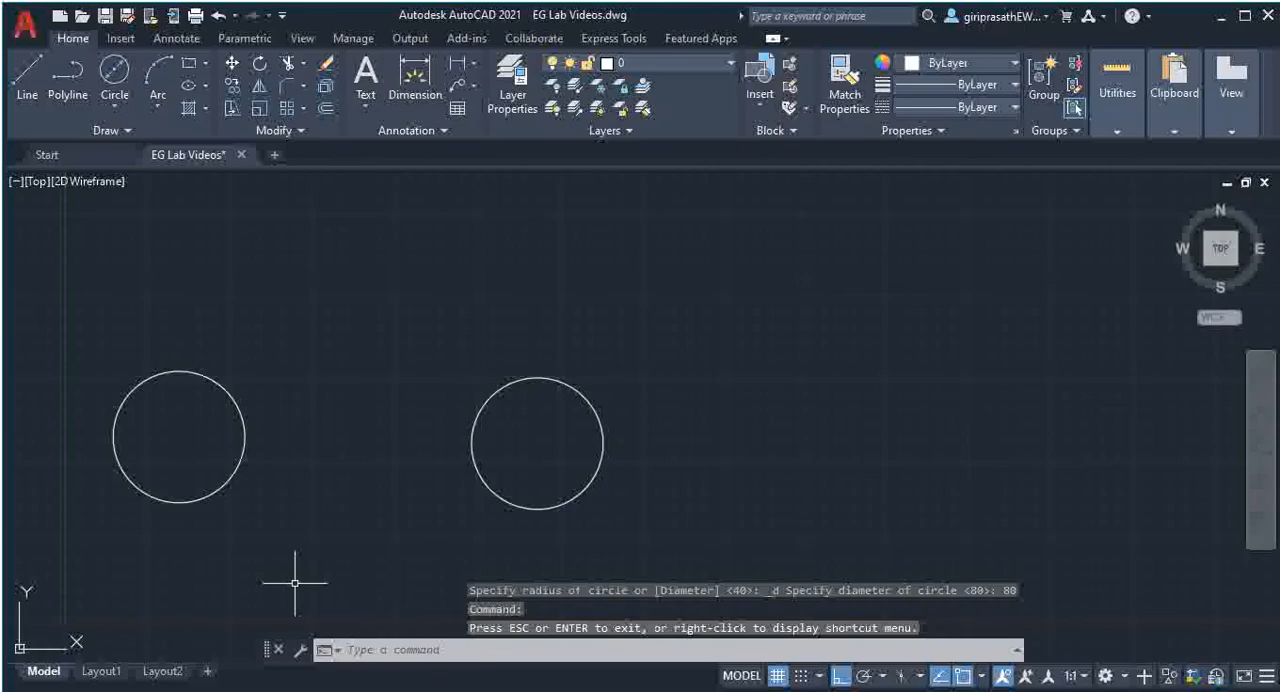 Autodesk AutoCAD 2021 EG Lab Videos.dwg
Type a keyword or phrase
giriprasathEW...
Home Insert Annotate Parametric View Manage Output Add-ins Collaborate Express Tools Featured Apps
Line Polyline Circle Arc
Text Dimension
Layer Properties
0
Insert
Match Properties
ByLayer
ByLayer
ByLayer
Group
Utilities
Clipboard
View
Draw Modify Annotation Layers Block Properties Groups
Start EG Lab Videos*
[−][Top][2D Wireframe]
N
W TOP E
S
Specify radius of circle or [Diameter] <40>: _d Specify diameter of circle <80>: 80
Command:
Press ESC or ENTER to exit, or right-click to display shortcut menu.
Type a command
Y
X
Model Layout1 Layout2 +
MODEL 1:1